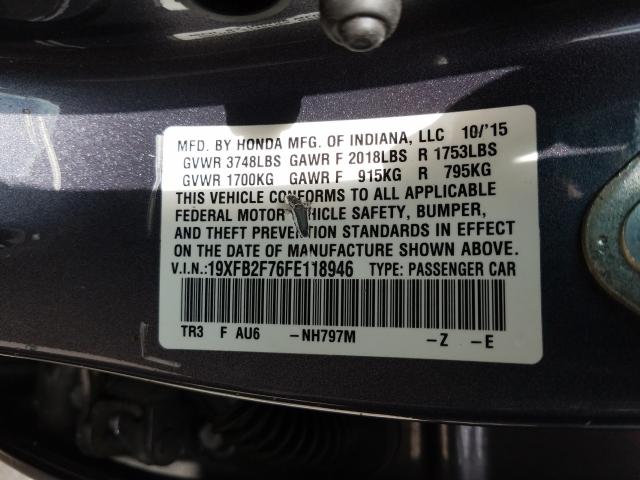 MFD. BY HONDA MFG. OF INDIANA, LLC 10/'15
GVWR 3748LBS GAWR F 2018LBS R 1753LBS
GVWR 1700KG GAWR F 915KG R 795KG
THIS VEHICLE CONFORMS TO ALL APPLICABLE
FEDERAL MOTOR VEHICLE SAFETY, BUMPER,
AND THEFT PREVENTION STANDARDS IN EFFECT
ON THE DATE OF MANUFACTURE SHOWN ABOVE.
V.I.N.:19XFB2F76FE118946 TYPE: PASSENGER CAR
TR3 F AU6 -NH797M -Z -E